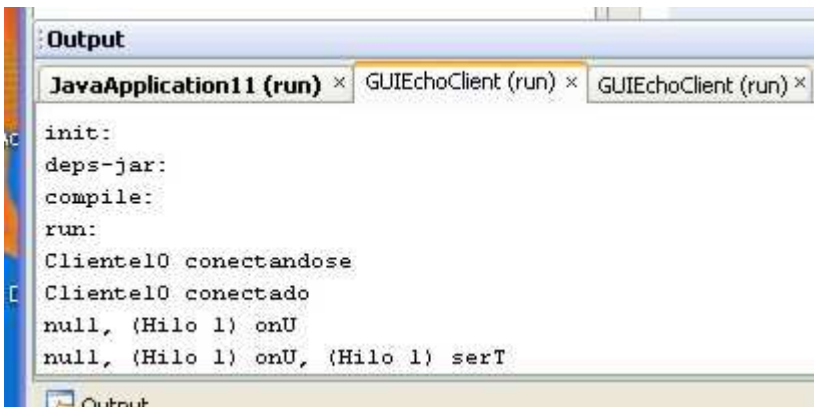 Output
JavaApplication11 (run) × GUIEchoClient (run) × GUIEchoClient (run) ×
init:
deps-jar:
compile:
run:
Cliente10 conectandose
Cliente10 conectado
null, (Hilo 1) onU
null, (Hilo 1) onU, (Hilo 1) serT
Output